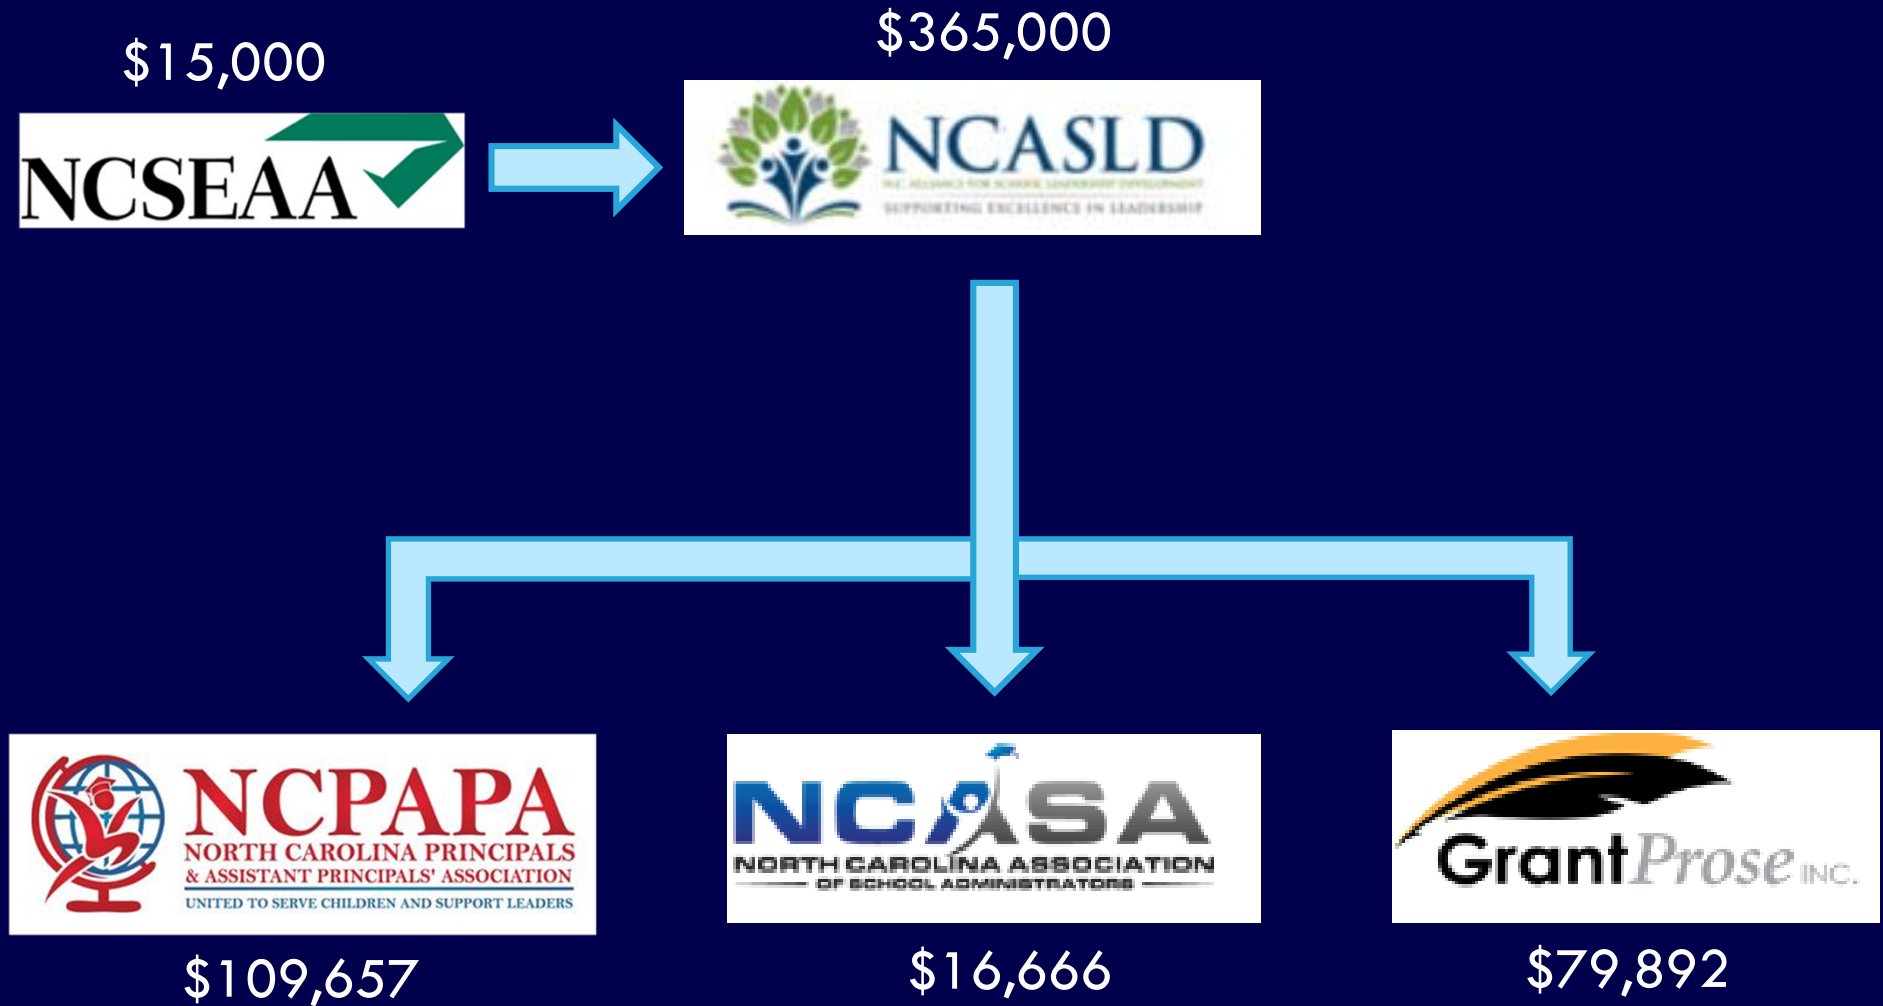 $15,000
$365,000
NCSEAA
NCASLD
N.C. ALLIANCE FOR SCHOOL LEADERSHIP DEVELOPMENT
SUPPORTING EXCELLENCE IN LEADERSHIP
NCPAPA
NORTH CAROLINA PRINCIPALS
& ASSISTANT PRINCIPALS' ASSOCIATION
UNITED TO SERVE CHILDREN AND SUPPORT LEADERS
$109,657
NCASA
NORTH CAROLINA ASSOCIATION
OF SCHOOL ADMINISTRATORS
$16,666
GrantProse INC.
$79,892